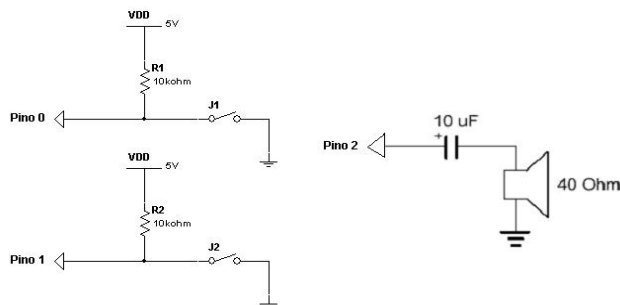 VDD
5V
R1
10kohm
Pino 0
J1
VDD
5V
R2
10kohm
Pino 1
J2
10 uF
+
Pino 2
40 Ohm